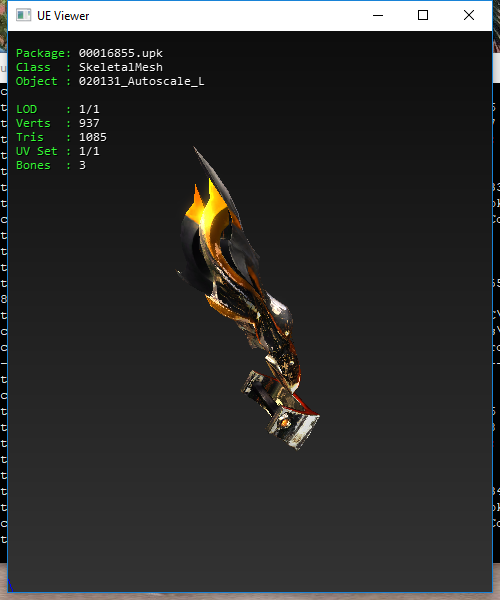 UE Viewer
Package: 00016855.upk
Class : SkeletalMesh
Object : 020131_Autoscale_L
LOD : 1/1
Verts : 937
Tris : 1085
UV Set : 1/1
Bones : 3